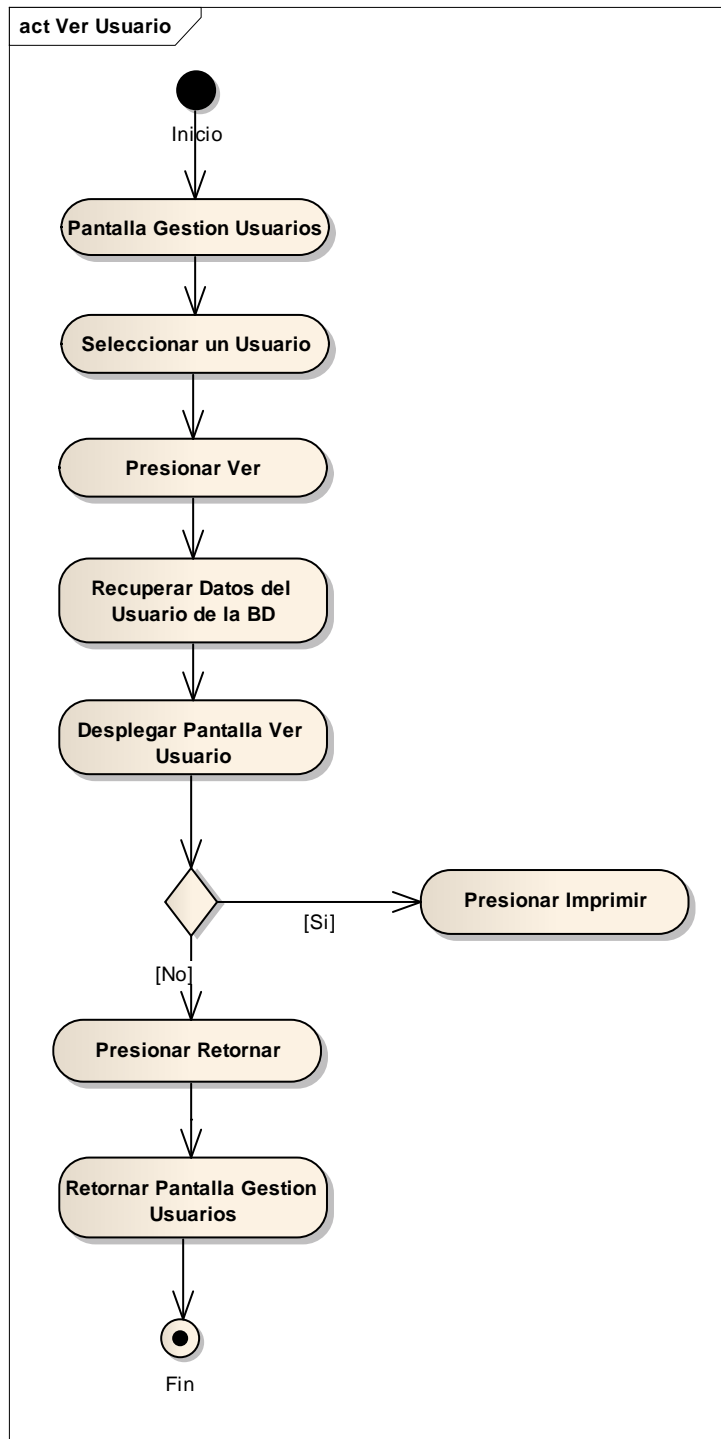 act Ver Usuario
Inicio
Pantalla Gestion Usuarios
Seleccionar un Usuario
Presionar Ver
Recuperar Datos del
Usuario de la BD
Desplegar Pantalla Ver
Usuario
Presionar Imprimir
[Si]
[No]
Presionar Retornar
Retornar Pantalla Gestion
Usuarios
Fin